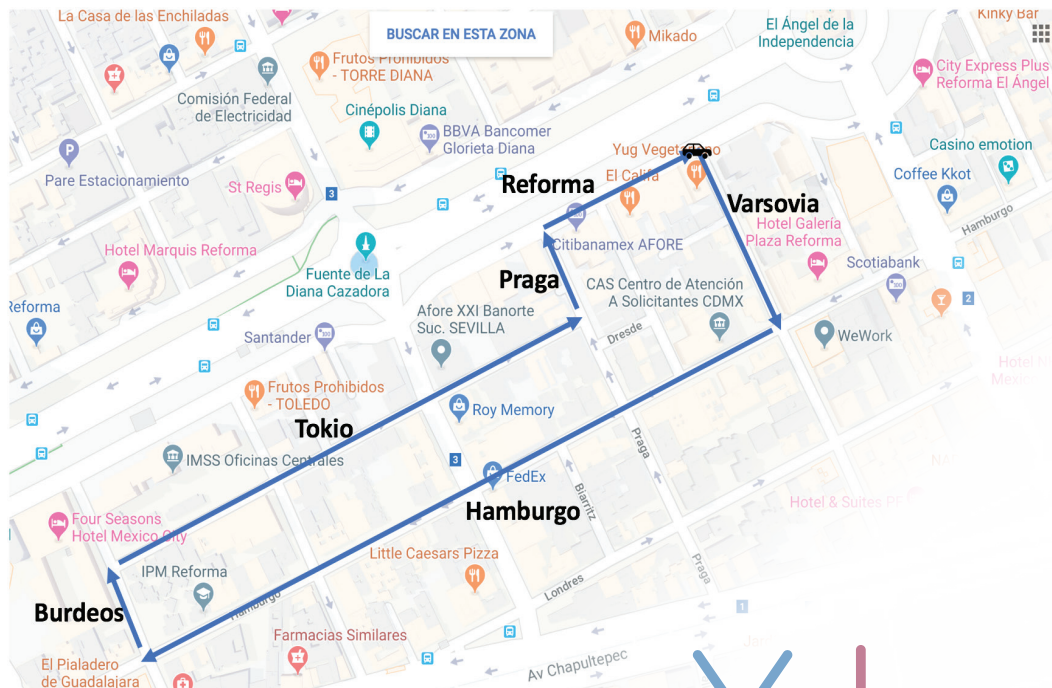 La Casa de las Enchiladas
BUSCAR EN ESTA ZONA
Mikado
El Ángel de la
Independencia
Kinky Bar
Frutos Prohibidos
- TORRE DIANA
City Express Plus
Reforma El Ángel
Comisión Federal
de Electricidad
Cinépolis Diana
BBVA Bancomer
Glorieta Diana
Casino emotion
P
Pare Estacionamiento
St Regis
3
Reforma
El Califa
Varsovia
Coffee Kkot
Hamburgo
Hotel Galería
Plaza Reforma
Hotel Marquis Reforma
Citibanamex AFORE
Scotiabank
Fuente de La
Diana Cazadora
Praga
CAS Centro de Atención
A Solicitantes CDMX
2
Reforma
Afore XXI Banorte
Suc. SEVILLA
Santander
Dresde
WeWork
Frutos Prohibidos
- TOLEDO
Roy Memory
Tokio
Praga
IMSS Oficinas Centrales
3
FedEx
Biarritz
Hamburgo
Four Seasons
Hotel Mexico City
Little Caesars Pizza
IPM Reforma
Londres
Praga
Burdeos
Hamburgo
1
Farmacias Similares
El Pialadero
de Guadalajara
Av Chapultepec